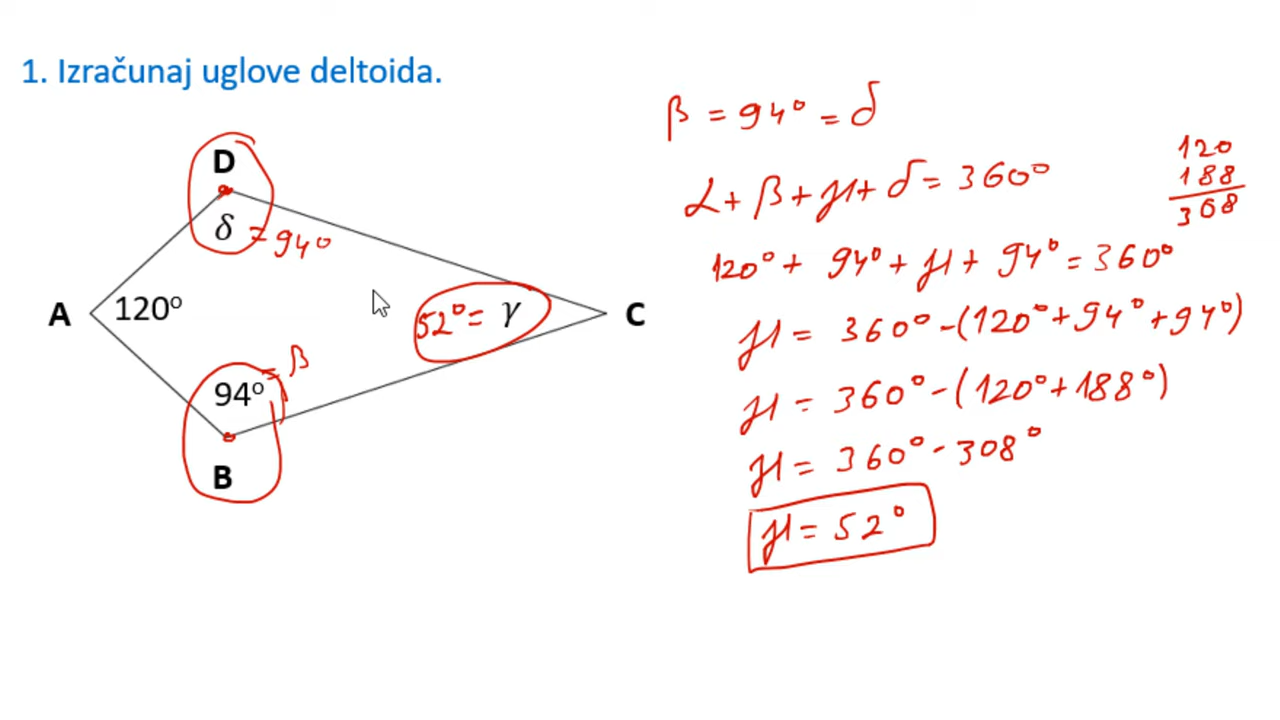 1. Izračunaj uglove deltoida.
D
δ = 94°
A
120°
52° = γ
C
94° = β
B
β = 94° = δ
α + β + γ + δ = 360°
120
188
308
120° + 94° + γ + 94° = 360°
γ = 360° - (120° + 94° + 94°)
γ = 360° - (120° + 188°)
γ = 360° - 308°
γ = 52°